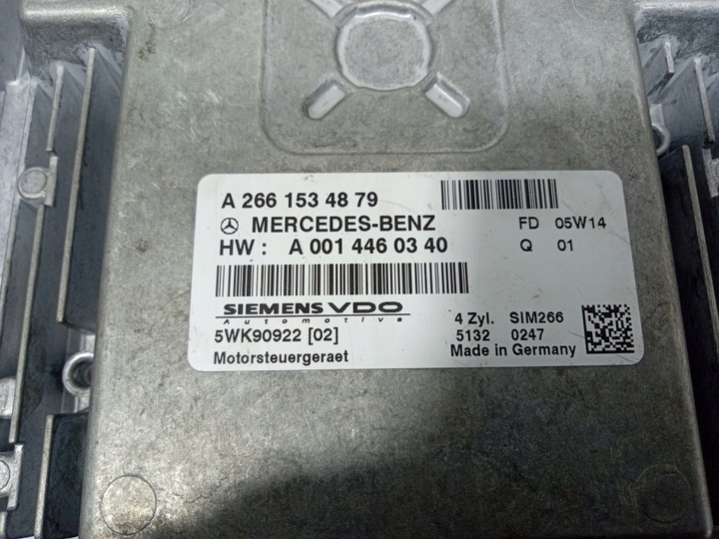 A 266 153 48 79
MERCEDES-BENZ FD 05W14
HW : A 001 446 03 40 Q 01
SIEMENS VDO
Automotive 4 Zyl. SIM266
5WK90922 [02] 5132 0247
Motorsteuergeraet Made in Germany